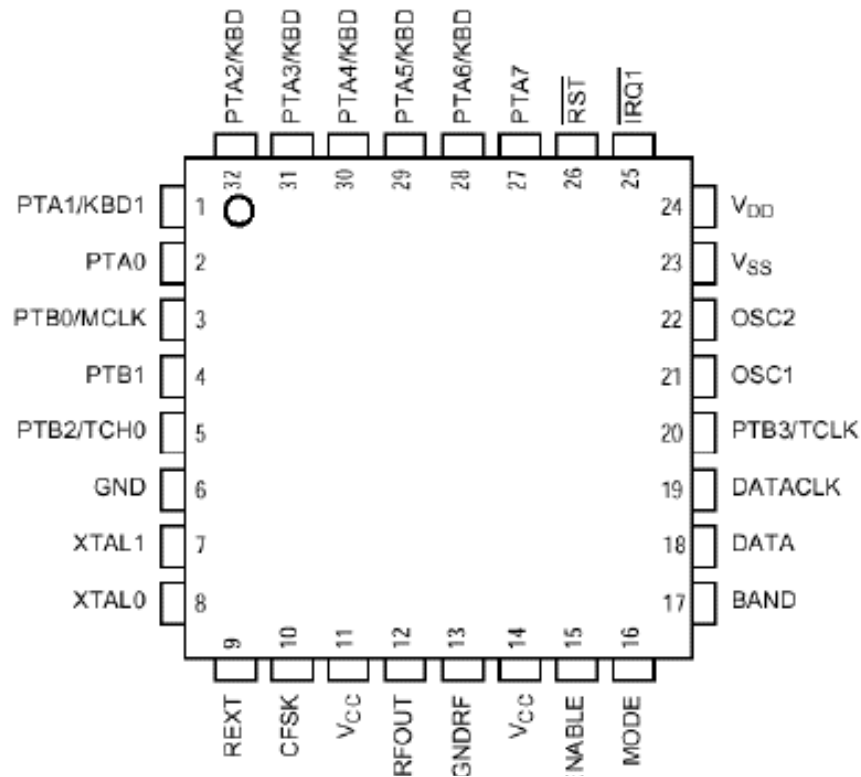 PTA2/KBD
PTA3/KBD
PTA4/KBD
PTA5/KBD
PTA6/KBD
PTA7
RST
IRQ1
32
31
30
29
28
27
26
25
PTA1/KBD1 1
PTA0 2
PTB0/MCLK 3
PTB1 4
PTB2/TCH0 5
GND 6
XTAL1 7
XTAL0 8
24 VDD
23 VSS
22 OSC2
21 OSC1
20 PTB3/TCLK
19 DATACLK
18 DATA
17 BAND
9
10
11
12
13
14
15
16
REXT
CFSK
VCC
RFOUT
GNDRF
VCC
NABLE
MODE